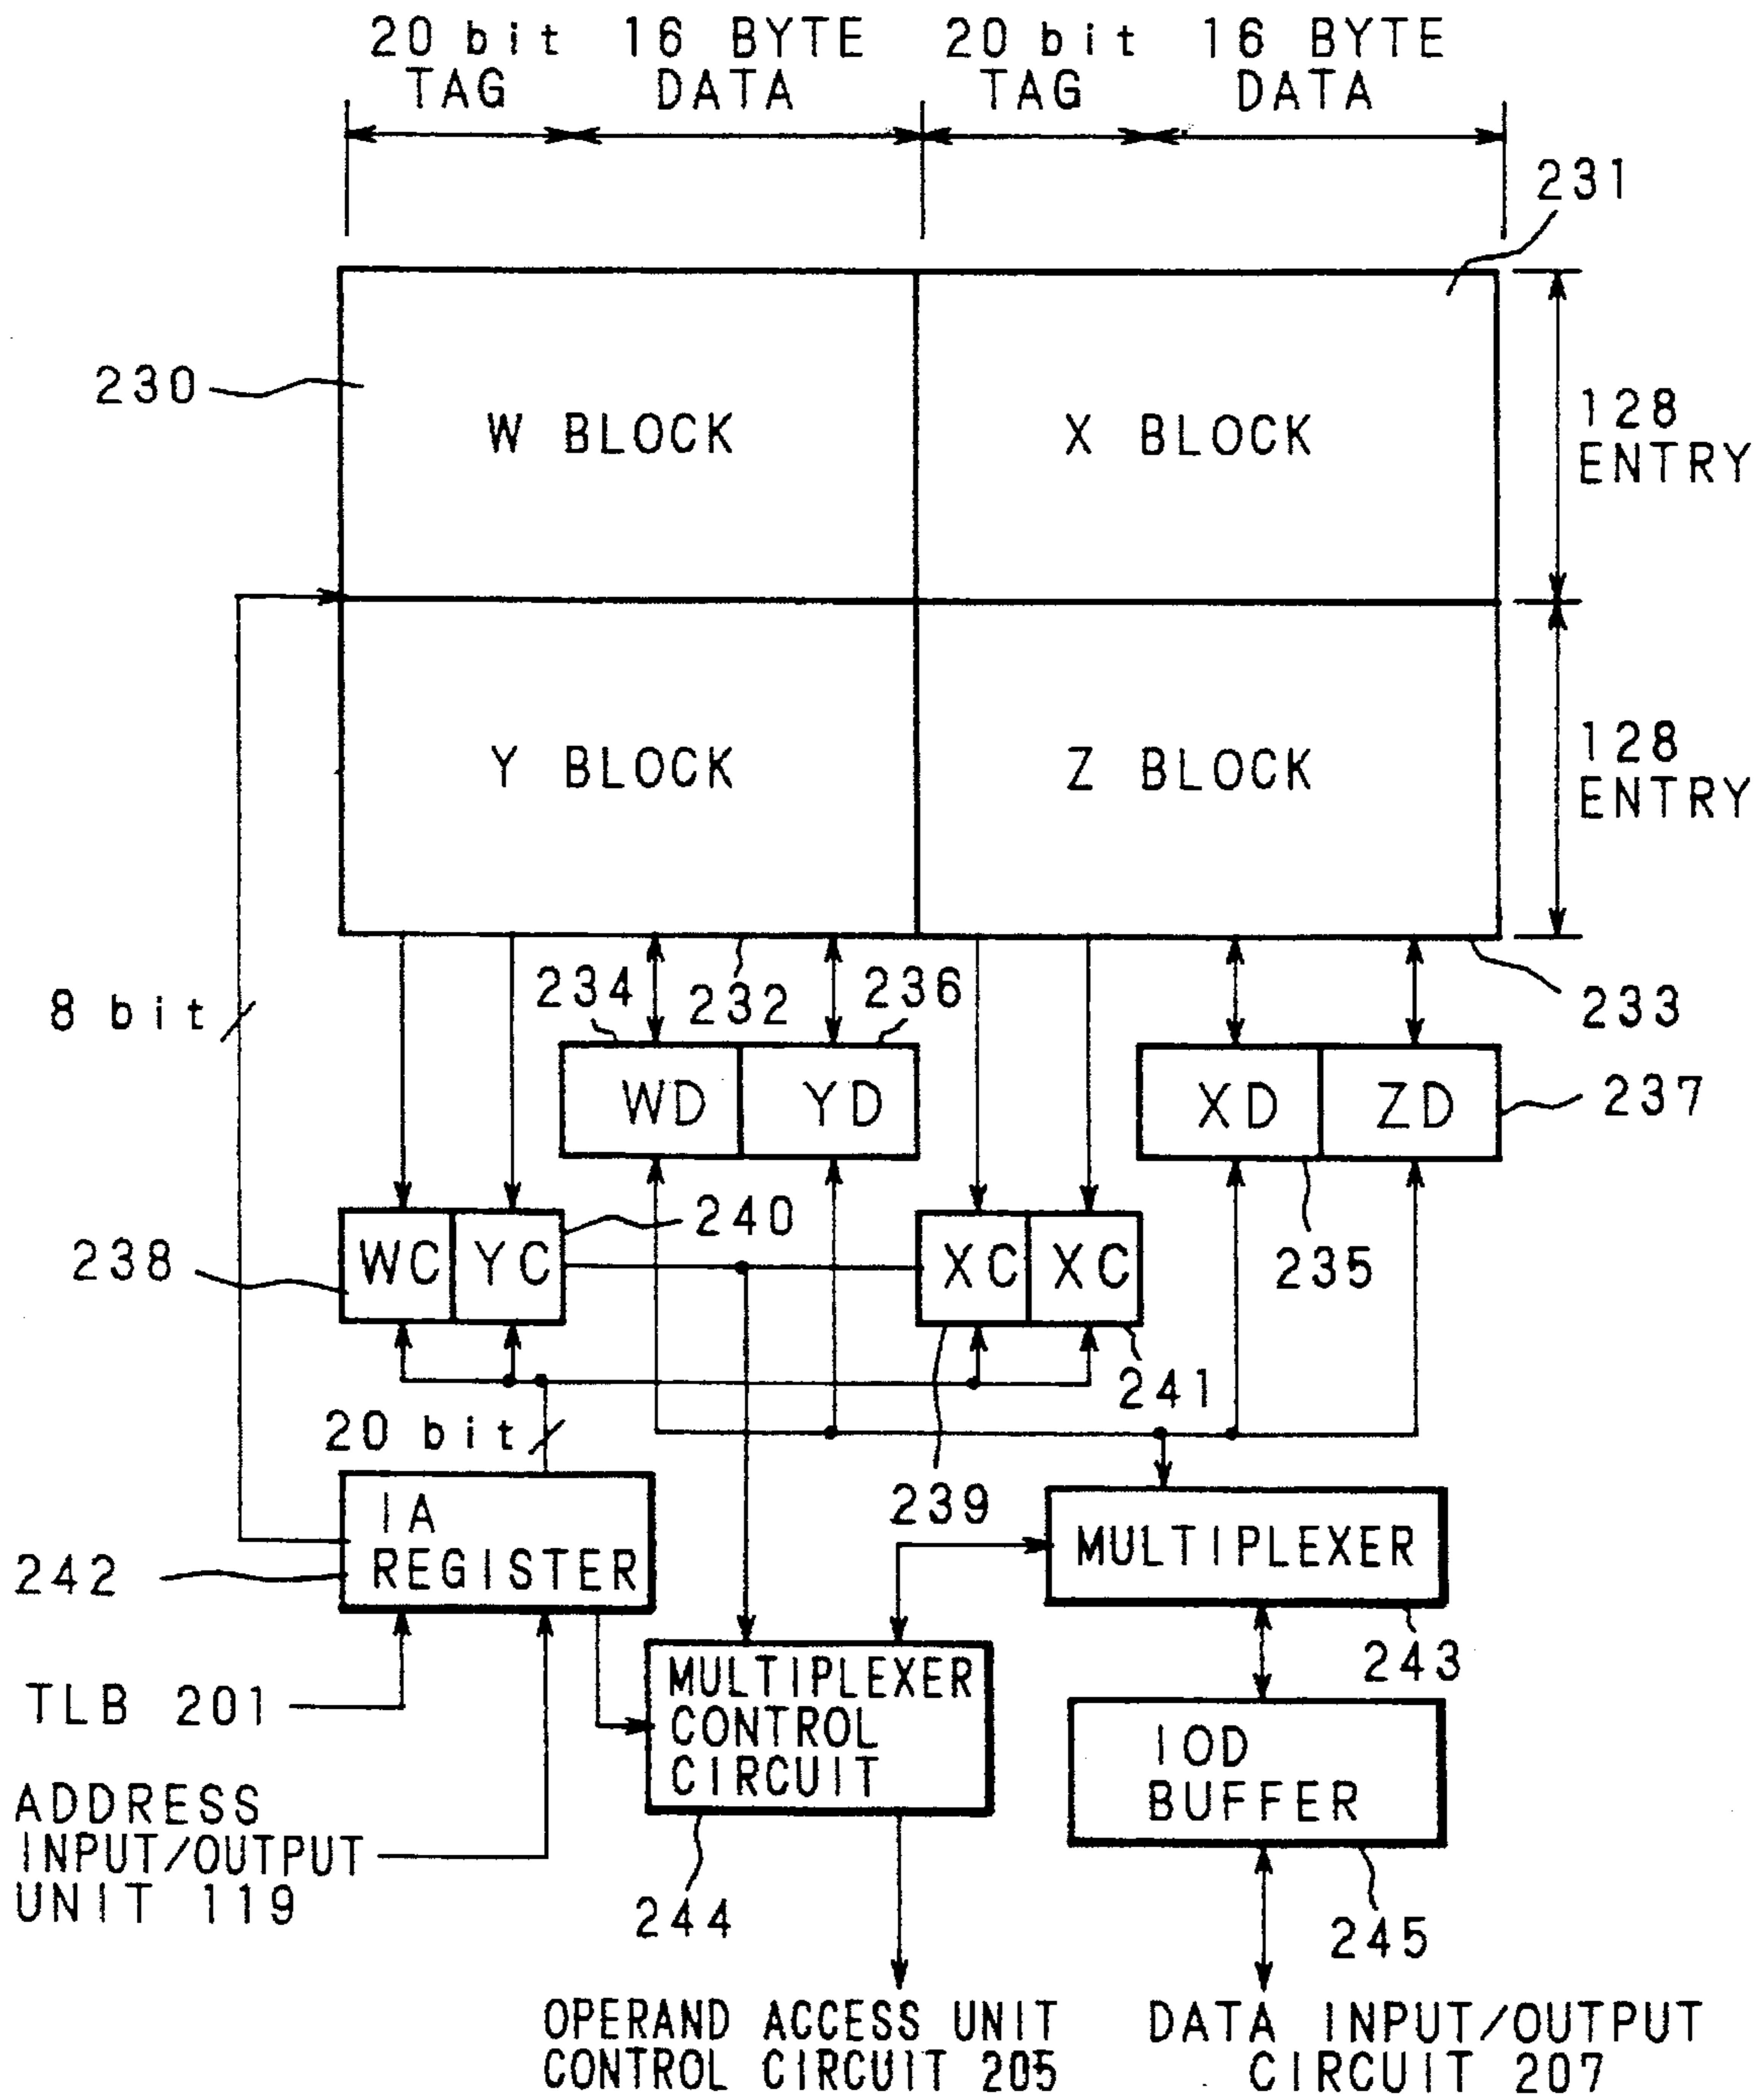 20 bit 16 BYTE 20 bit 16 BYTE
TAG DATA TAG DATA
231
230
W BLOCK
X BLOCK
128
ENTRY
Y BLOCK
Z BLOCK
128
ENTRY
8 bit
234
232
236
233
WD
YD
XD
ZD
237
240
235
238
WC
YC
XC
XC
241
20 bit
239
IA
REGISTER
242
MULTIPLEXER
243
TLB 201
MULTIPLEXER
CONTROL
CIRCUIT
IOD
BUFFER
ADDRESS
INPUT/OUTPUT
UNIT 119
244
245
OPERAND ACCESS UNIT
CONTROL CIRCUIT 205
DATA INPUT/OUTPUT
CIRCUIT 207